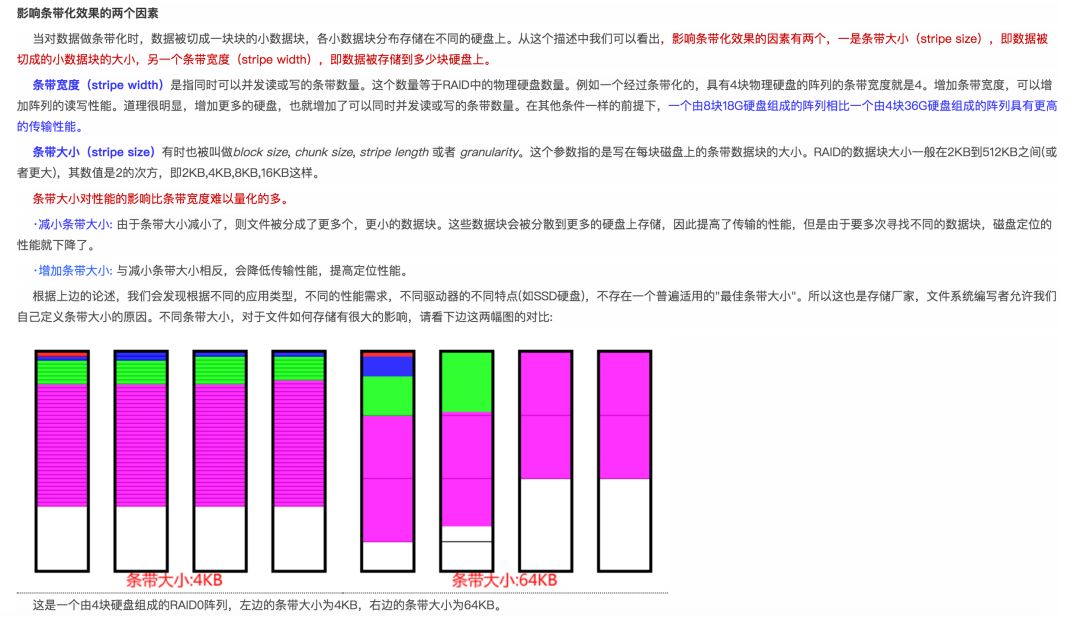 影响条带化效果的两个因素
当对数据做条带化时，数据被切成一块块的小数据块，各小数据块分布存储在不同的硬盘上。从这个描述中我们可以看出，影响条带化效果的因素有两个，一是条带大小（stripe size），即数据被
切成的小数据块的大小，另一个条带宽度（stripe width），即数据被存储到多少块硬盘上。
条带宽度（stripe width）是指同时可以并发读或写的条带数量。这个数量等于RAID中的物理硬盘数量。例如一个经过条带化的，具有4块物理硬盘的阵列的条带宽度就是4。增加条带宽度，可以增
加阵列的读写性能。道理很明显，增加更多的硬盘，也就增加了可以同时并发读或写的条带数量。在其他条件一样的前提下，一个由8块18G硬盘组成的阵列相比一个由4块36G硬盘组成的阵列具有更高
的传输性能。
条带大小（stripe size）有时也被叫做block size, chunk size, stripe length 或者 granularity。这个参数指的是写在每块磁盘上的条带数据块的大小。RAID的数据块大小一般在2KB到512KB之间(或
者更大)，其数值是2的次方，即2KB,4KB,8KB,16KB这样。
条带大小对性能的影响比条带宽度难以量化的多。
·减小条带大小: 由于条带大小减小了，则文件被分成了更多个，更小的数据块。这些数据块会被分散到更多的硬盘上存储，因此提高了传输的性能，但是由于要多次寻找不同的数据块，磁盘定位的
性能就下降了。
·增加条带大小: 与减小条带大小相反，会降低传输性能，提高定位性能。
根据上边的论述，我们会发现根据不同的应用类型，不同的性能需求，不同驱动器的不同特点(如SSD硬盘)，不存在一个普遍适用的"最佳条带大小"。所以这也是存储厂家，文件系统编写者允许我们
自己定义条带大小的原因。不同条带大小，对于文件如何存储有很大的影响，请看下边这两幅图的对比:
条带大小:4KB
条带大小:64KB
这是一个由4块硬盘组成的RAID0阵列，左边的条带大小为4KB，右边的条带大小为64KB。